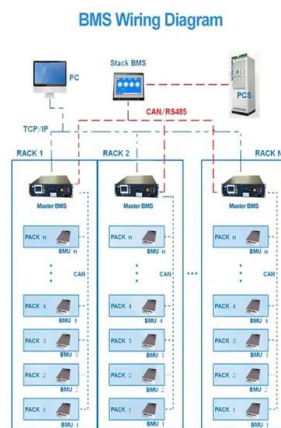 BMS Wiring Diagram
PC
Stack BMS
PCS
CAN/RS485
TCP/IP
RACK 1
RACK 2
RACK N
Master BMS
Master BMS
Master BMS
PACK n
BMU n
PACK n
BMU n
PACK n
BMU n
CAN
CAN
CAN
PACK 4
BMU 4
PACK 4
BMU 4
PACK 4
BMU 4
PACK 3
BMU 3
PACK 3
BMU 3
PACK 3
BMU 3
PACK 2
BMU 2
PACK 2
BMU 2
PACK 2
BMU 2
PACK 1
BMU 1
PACK 1
BMU 1
PACK 1
BMU 1